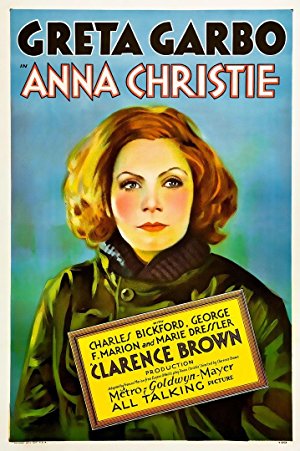 GRETA GARBO
IN
ANNA CHRISTIE
WITH
CHARLES BICKFORD, GEORGE
F. MARION and MARIE DRESSLER
CLARENCE BROWN
PRODUCTION
Metro Goldwyn-Mayer
ALL TALKING PICTURE